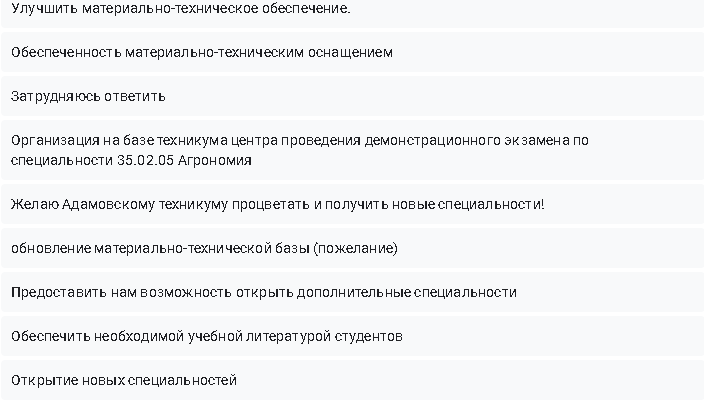 Улучшить материально-техническое обеспечение.
Обеспеченность материально-техническим оснащением
Затрудняюсь ответить
Организация на базе техникума центра проведения демонстрационного экзамена по
специальности 35.02.05 Агрономия
Желаю Адамовскому техникуму процветать и получить новые специальности!
обновление материально-технической базы (пожелание)
Предоставить нам возможность открыть дополнительные специальности
Обеспечить необходимой учебной литературой студентов
Открытие новых специальностей